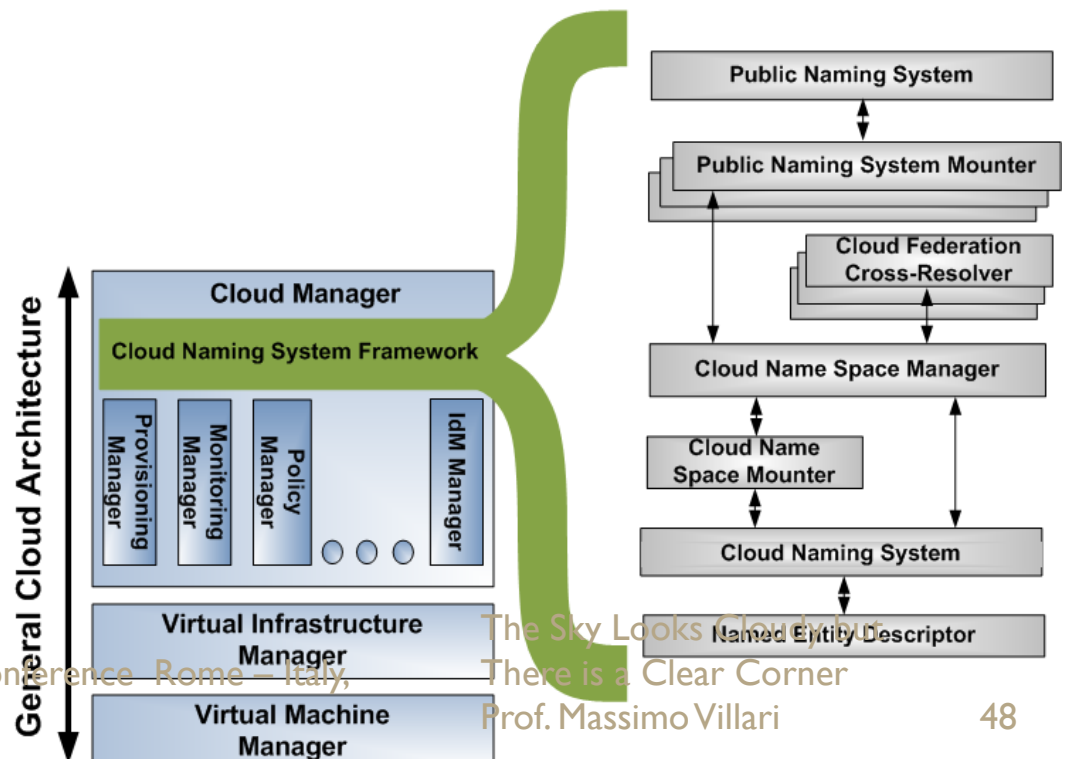 General Cloud Architecture
Cloud Manager
Cloud Naming System Framework
Provisioning
Manager
Monitoring
Manager
Policy
Manager
IdM Manager
Virtual Infrastructure
Manager
Virtual Machine
Manager
Public Naming System
Public Naming System Mounter
Cloud Federation
Cross-Resolver
Cloud Name Space Manager
Cloud Name
Space Mounter
Cloud Naming System
Named Entity Descriptor
Rome – Italy,
The Sky Looks Cloudy but
There is a Clear Corner
Prof. Massimo Villari
48